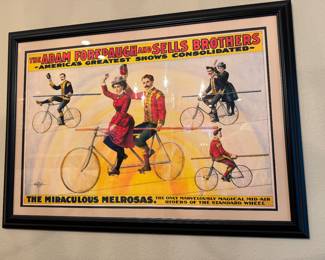 THE ADAM FOREPAUGH AND SELLS BROTHERS
AMERICA'S GREATEST SHOWS CONSOLIDATED
THE MIRACULOUS MELROSAS,
THE ONLY MARVELOUSLY MAGICAL MID-AIR
RIDERS OF THE STANDARD WHEEL